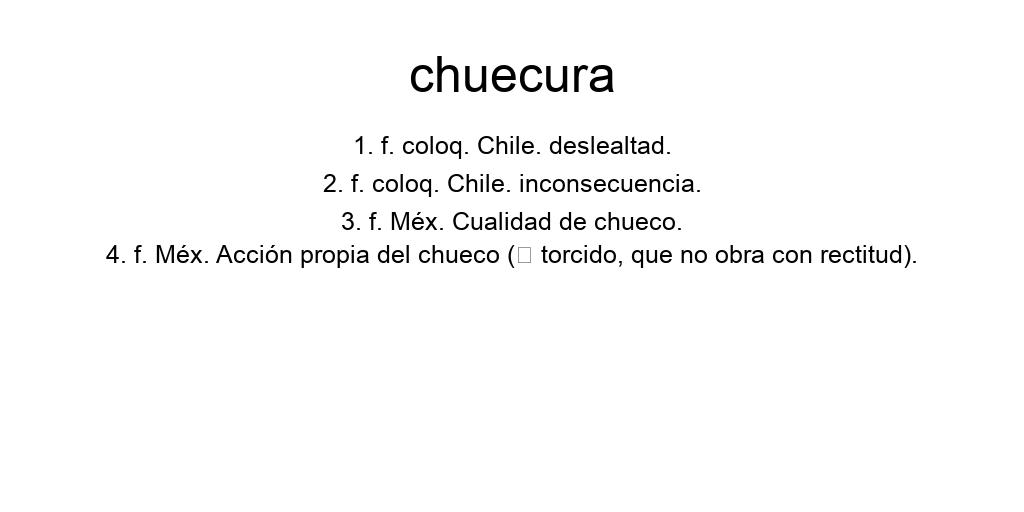 chuecura
1. f. coloq. Chile. deslealtad.
2. f. coloq. Chile. inconsecuencia.
3. f. Méx. Cualidad de chueco.
4. f. Méx. Acción propia del chueco (□ torcido, que no obra con rectitud).